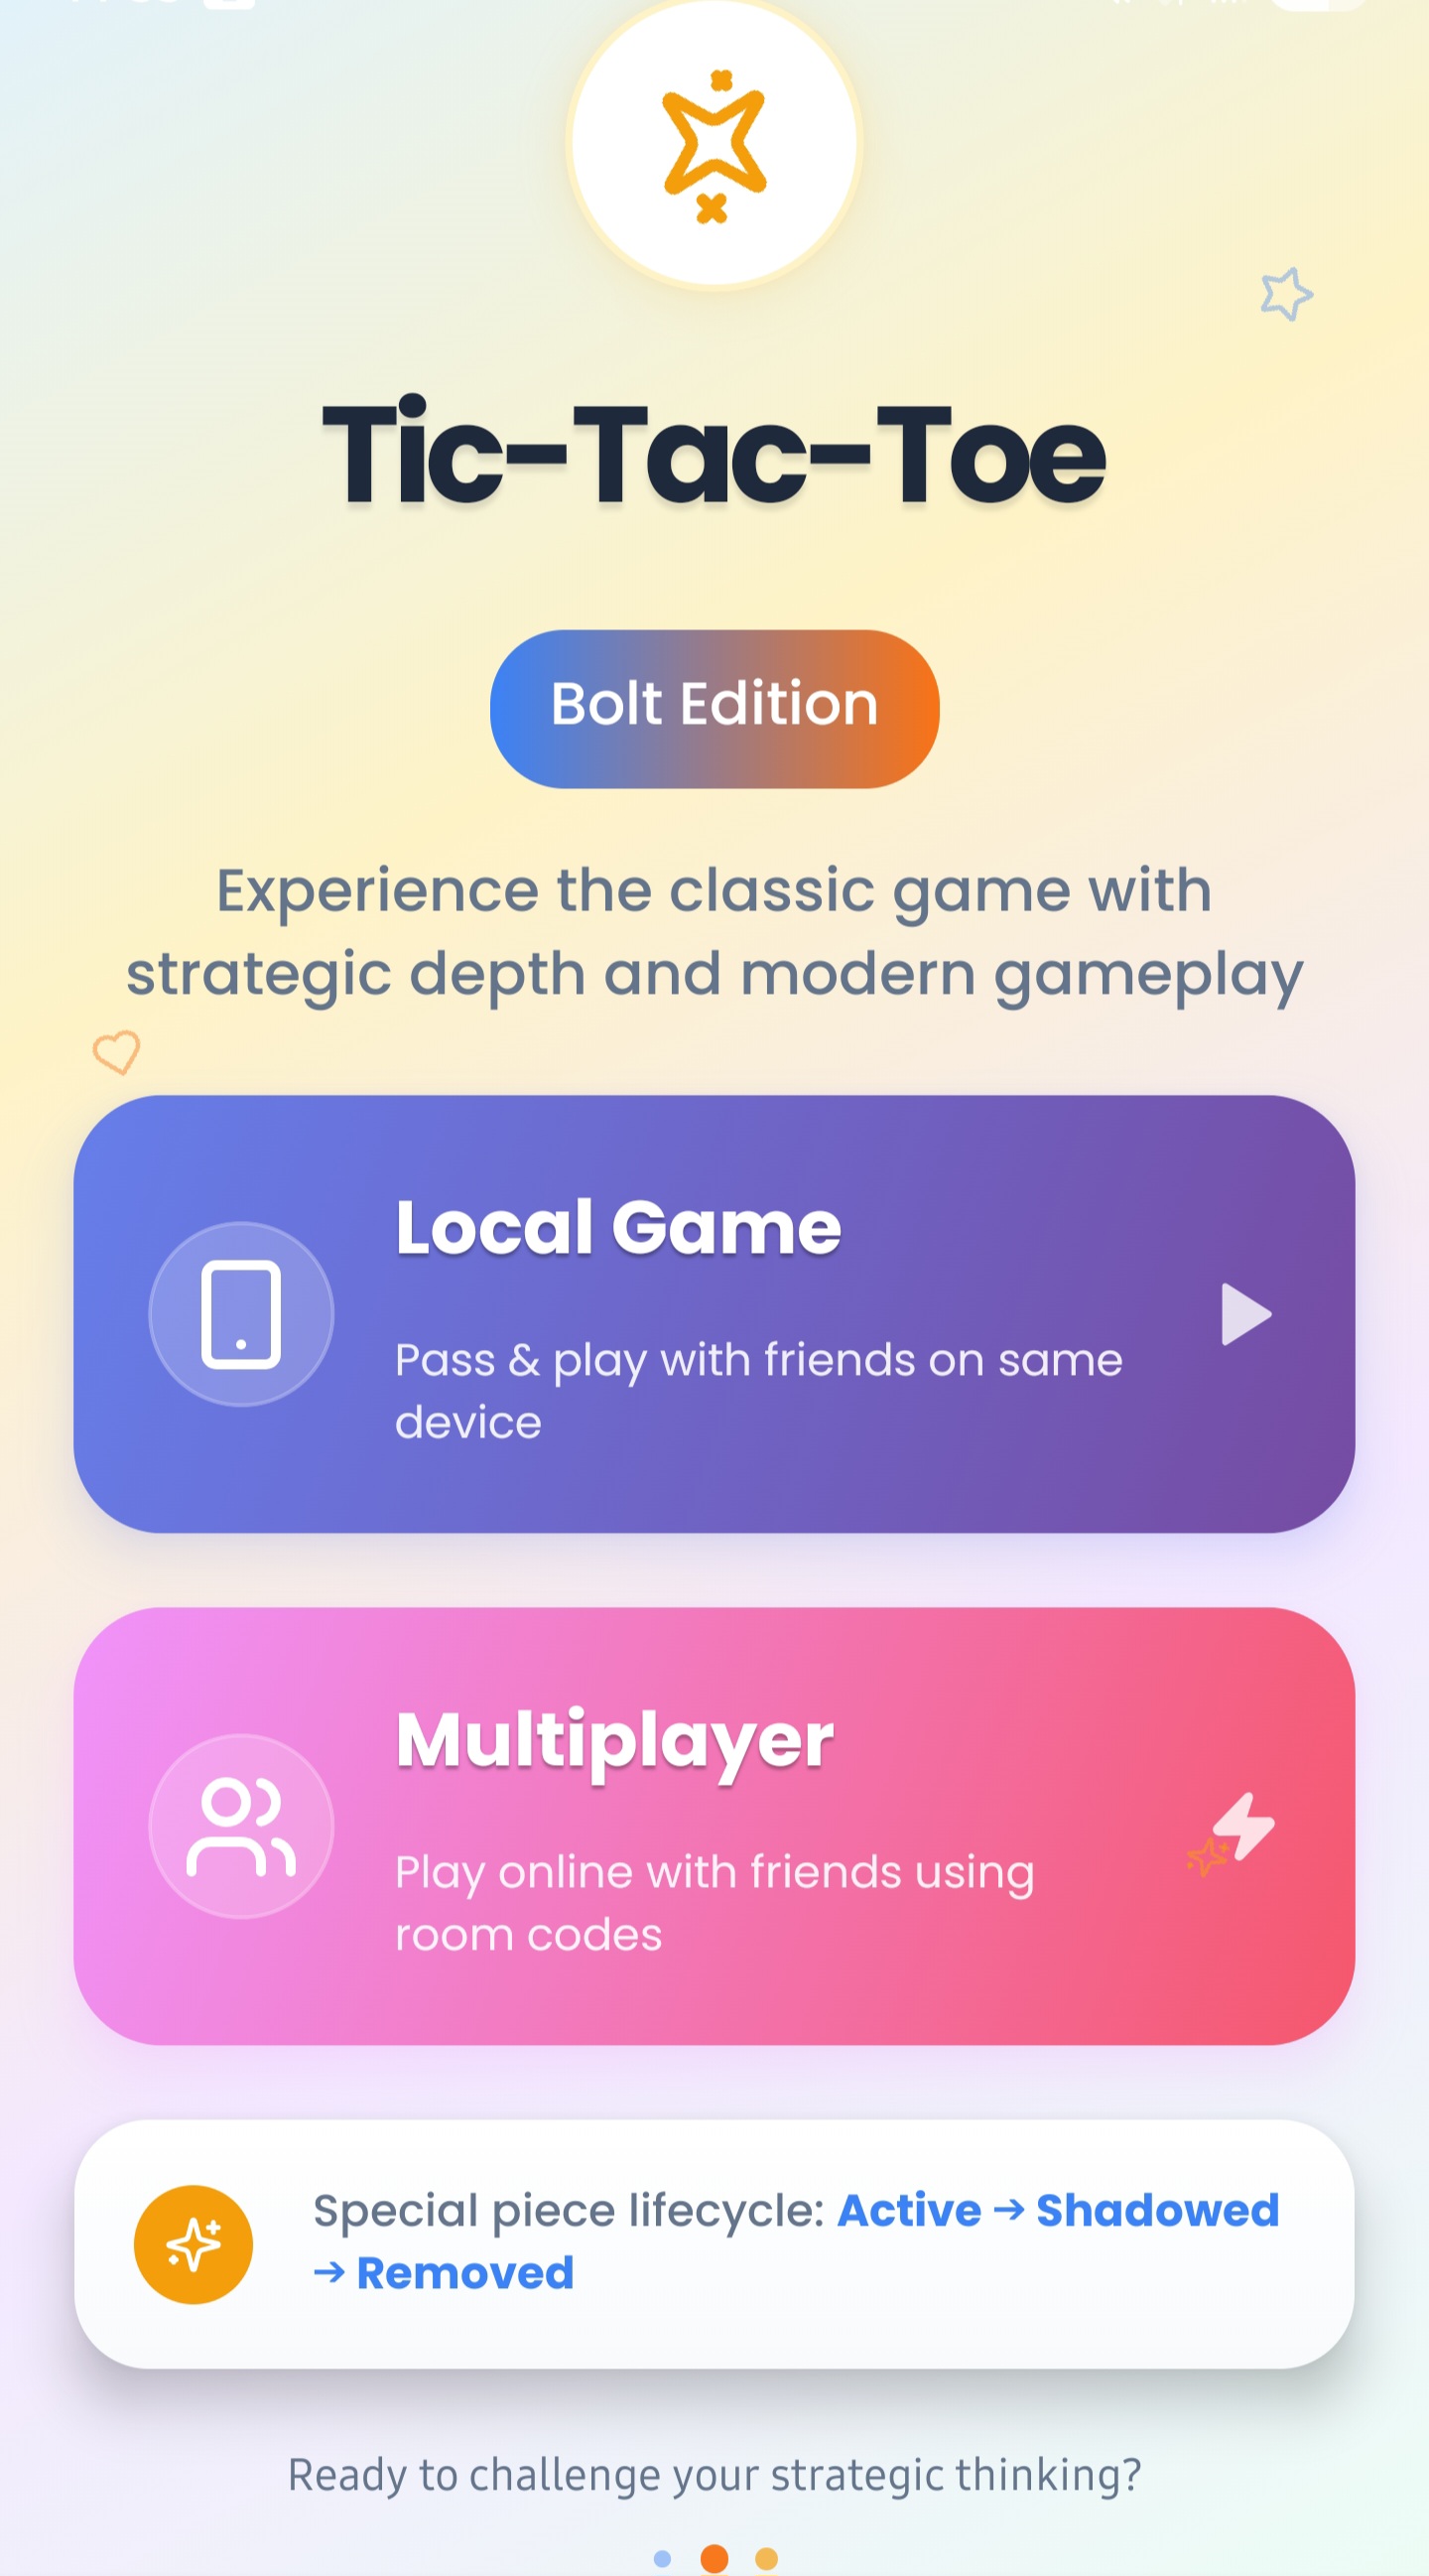 Tic-Tac-Toe
Bolt Edition
Experience the classic game with
strategic depth and modern gameplay
Local Game
Pass & play with friends on same
device
Multiplayer
Play online with friends using
room codes
Special piece lifecycle: Active → Shadowed
→ Removed
Ready to challenge your strategic thinking?